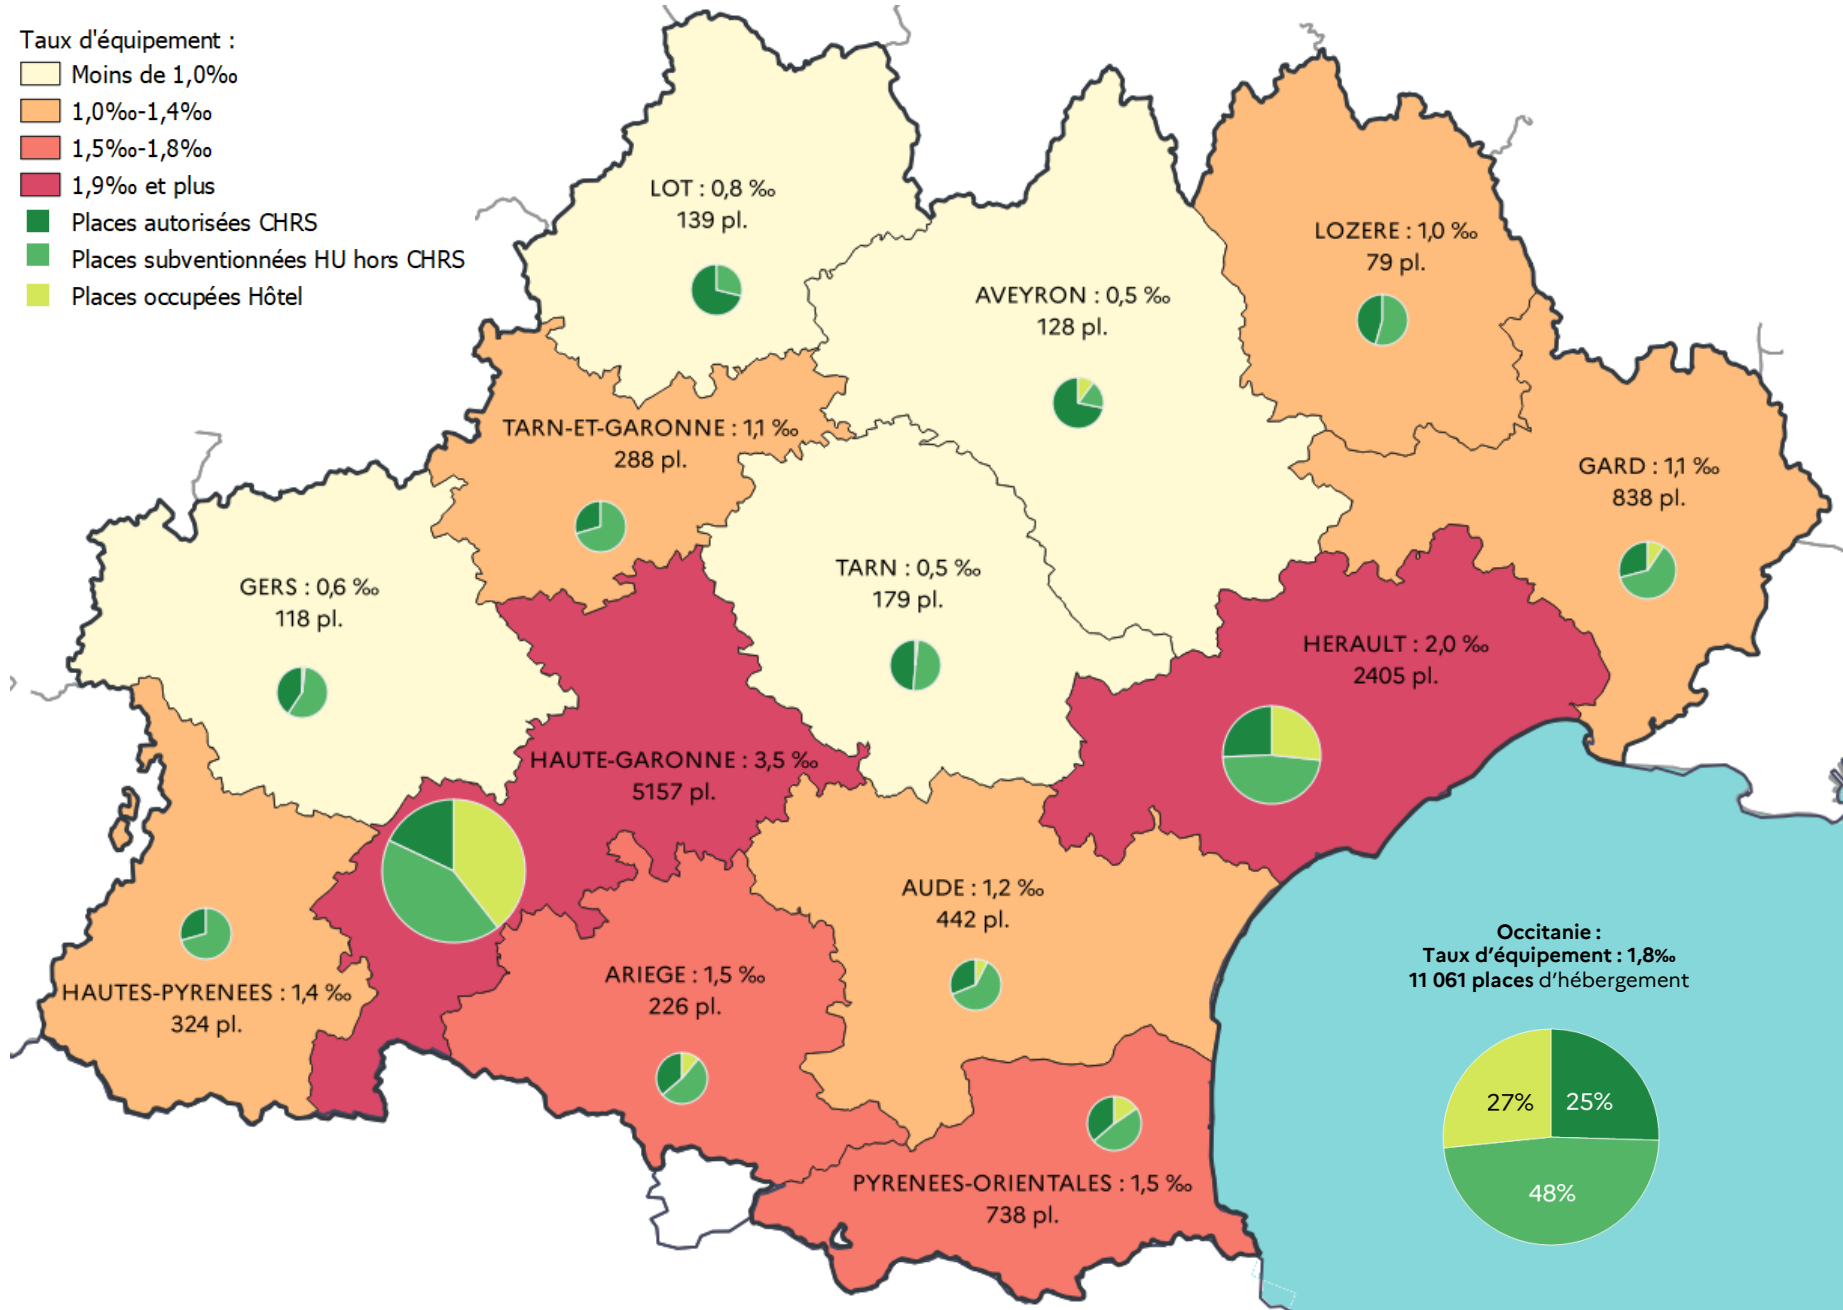 Taux d'équipement :
Moins de 1,0‰
1,0‰-1,4‰
1,5‰-1,8‰
1,9‰ et plus
Places autorisées CHRS
Places subventionnées HU hors CHRS
Places occupées Hôtel
LOT : 0,8 ‰
139 pl.
LOZERE : 1,0 ‰
79 pl.
AVEYRON : 0,5 ‰
128 pl.
TARN-ET-GARONNE : 1,1 ‰
288 pl.
GARD : 1,1 ‰
838 pl.
GERS : 0,6 ‰
118 pl.
TARN : 0,5 ‰
179 pl.
HERAULT : 2,0 ‰
2405 pl.
HAUTE-GARONNE : 3,5 ‰
5157 pl.
AUDE : 1,2 ‰
442 pl.
HAUTES-PYRENEES : 1,4 ‰
324 pl.
ARIEGE : 1,5 ‰
226 pl.
PYRENEES-ORIENTALES : 1,5 ‰
738 pl.
Occitanie :
Taux d'équipement : 1,8‰
11 061 places d'hébergement
27%
25%
48%